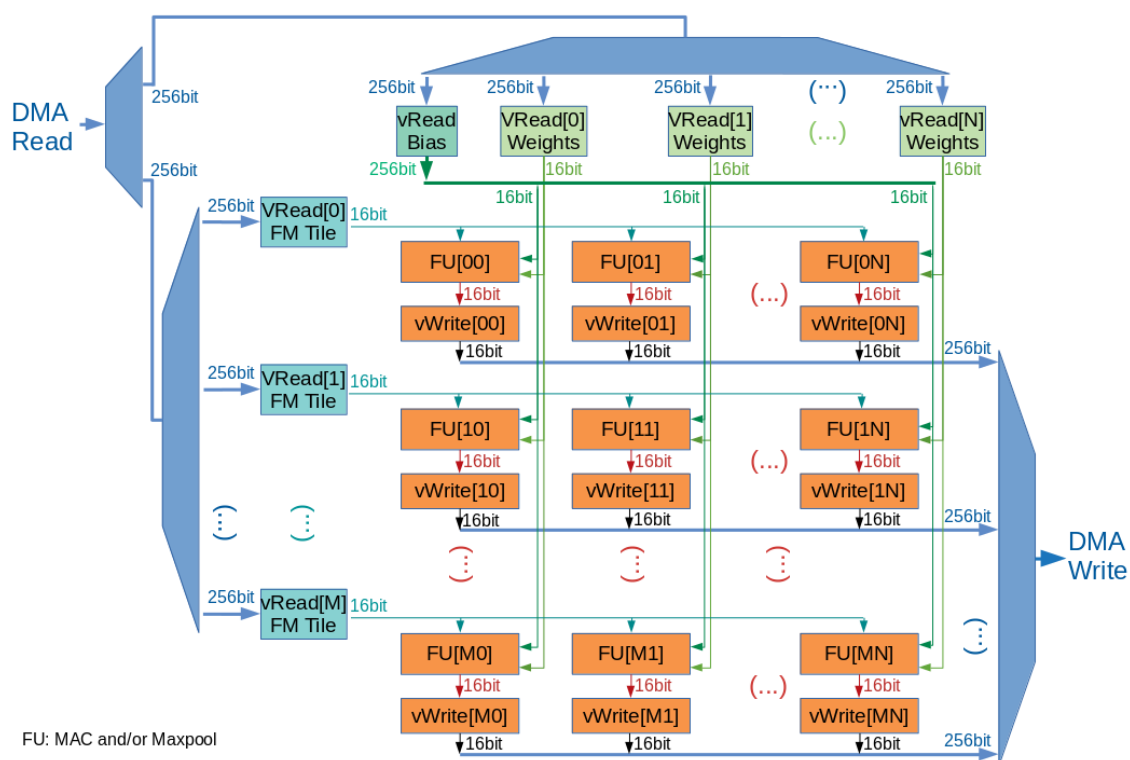 DMA
Read
256bit
256bit
256bit
256bit
256bit
(...)
256bit
vRead
Bias
vRead[0]
Weights
VRead[1]
Weights
(...)
vRead[N]
Weights
256bit
16bit
16bit
16bit
16bit
16bit
16bit
256bit
VRead[0]
FM Tile
16bit
FU[00]
FU[01]
FU[0N]
16bit
16bit
(...)
16bit
vWrite[00]
vWrite[01]
vWrite[0N]
16bit
16bit
16bit
256bit
256bit
VRead[1]
FM Tile
16bit
FU[10]
FU[11]
FU[1N]
16bit
16bit
(...)
16bit
vWrite[10]
vWrite[11]
vWrite[1N]
16bit
16bit
16bit
256bit
(...)
(...)
(...)
(...)
(...)
DMA
Write
256bit
vRead[M]
FM Tile
16bit
(...)
FU[M0]
FU[M1]
FU[MN]
16bit
16bit
(...)
16bit
vWrite[M0]
vWrite[M1]
vWrite[MN]
16bit
16bit
16bit
256bit
FU: MAC and/or Maxpool